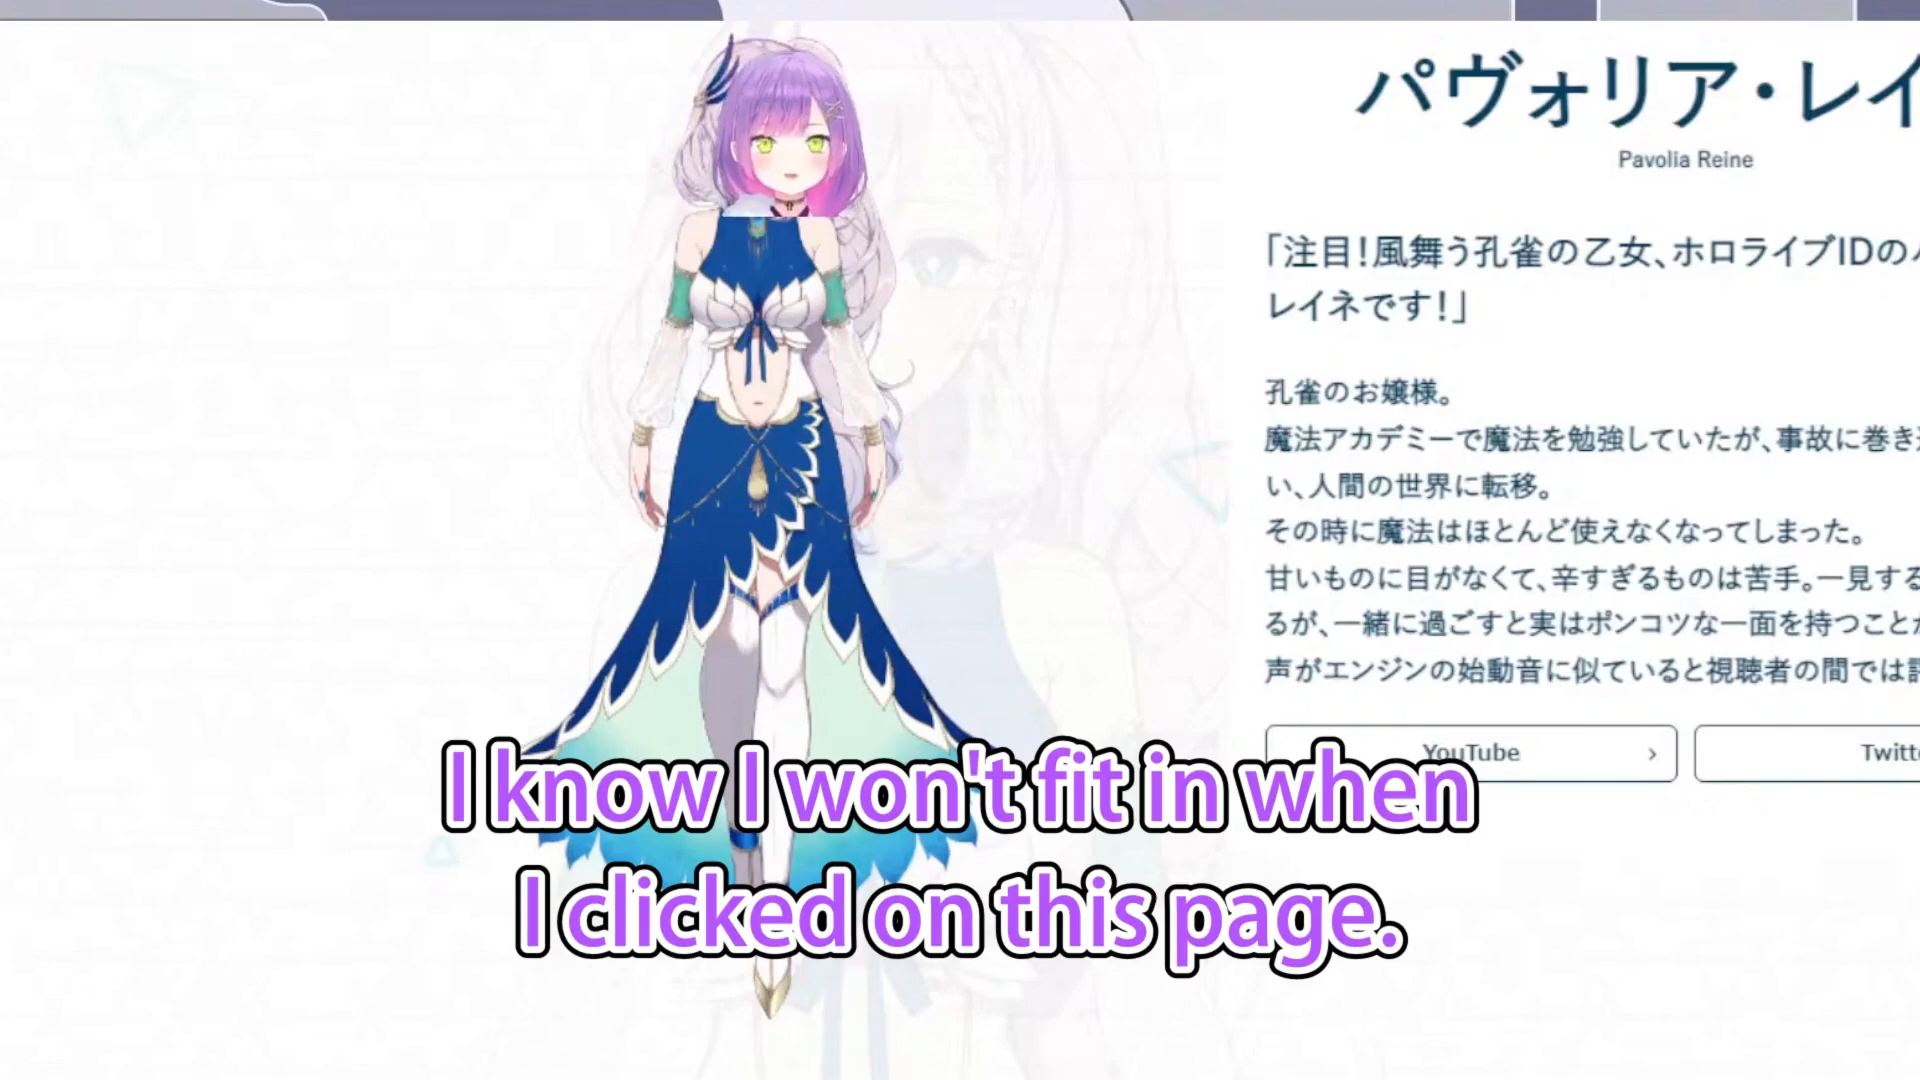 パヴォリア・レイ
Pavolia Reine
「注目！風舞う孔雀の乙女、ホロライブIDの
レイネです！」
孔雀のお嬢様。
魔法アカデミーで魔法を勉強していたが、事故に巻き
い、人間の世界に転移。
その時に魔法はほとんど使えなくなってしまった。
甘いものに目がなくて、辛すぎるものは苦手。一見する
るが、一緒に過ごすと実はポンコツな一面を持つこと
声がエンジンの始動音に似ていると視聴者の間では
YouTube
I know I won't fit in when
I clicked on this page.